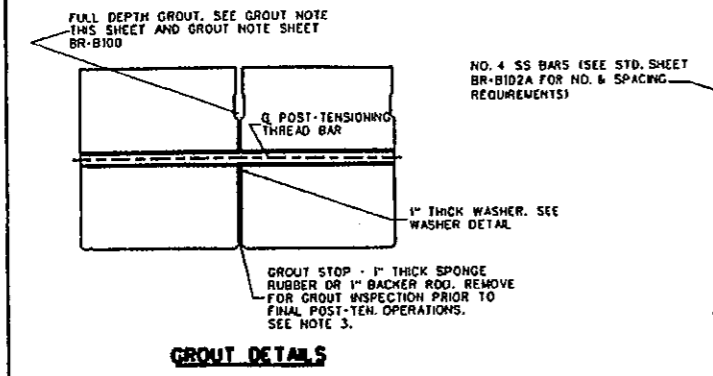 FULL DEPTH GROUT. SEE GROUT NOTE
THIS SHEET AND GROUT NOTE SHEET
BR-B100
NO. 4 SS BARS (SEE STD. SHEET
BR-B102A FOR NO. & SPACING
REQUIREMENTS)
℄ POST-TENSIONING
THREAD BAR
1" THICK WASHER. SEE
WASHER DETAIL
GROUT STOP - 1" THICK SPONGE
RUBBER OR 1" BACKER ROD. REMOVE
FOR GROUT INSPECTION PRIOR TO
FINAL POST-TEN. OPERATIONS.
SEE NOTE 3.
GROUT DETAILS